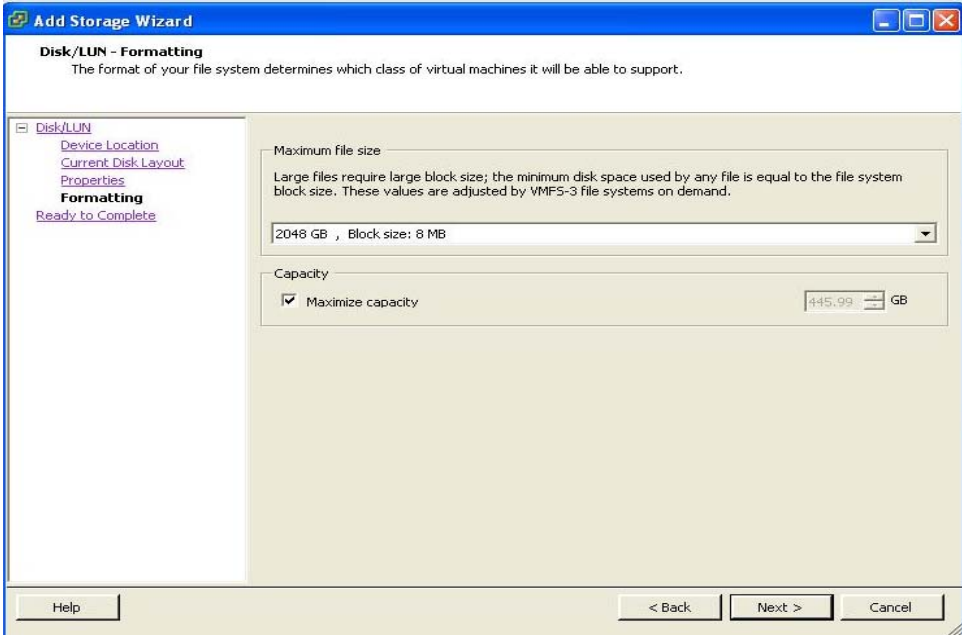 Add Storage Wizard
Disk/LUN - Formatting
The format of your file system determines which class of virtual machines it will be able to support.
Disk/LUN
Device Location
Current Disk Layout
Properties
Formatting
Ready to Complete
Maximum file size
Large files require large block size; the minimum disk space used by any file is equal to the file system
block size. These values are adjusted by VMFS-3 file systems on demand.
2048 GB , Block size: 8 MB
Capacity
Maximize capacity
445.99 GB
Help
< Back
Next >
Cancel